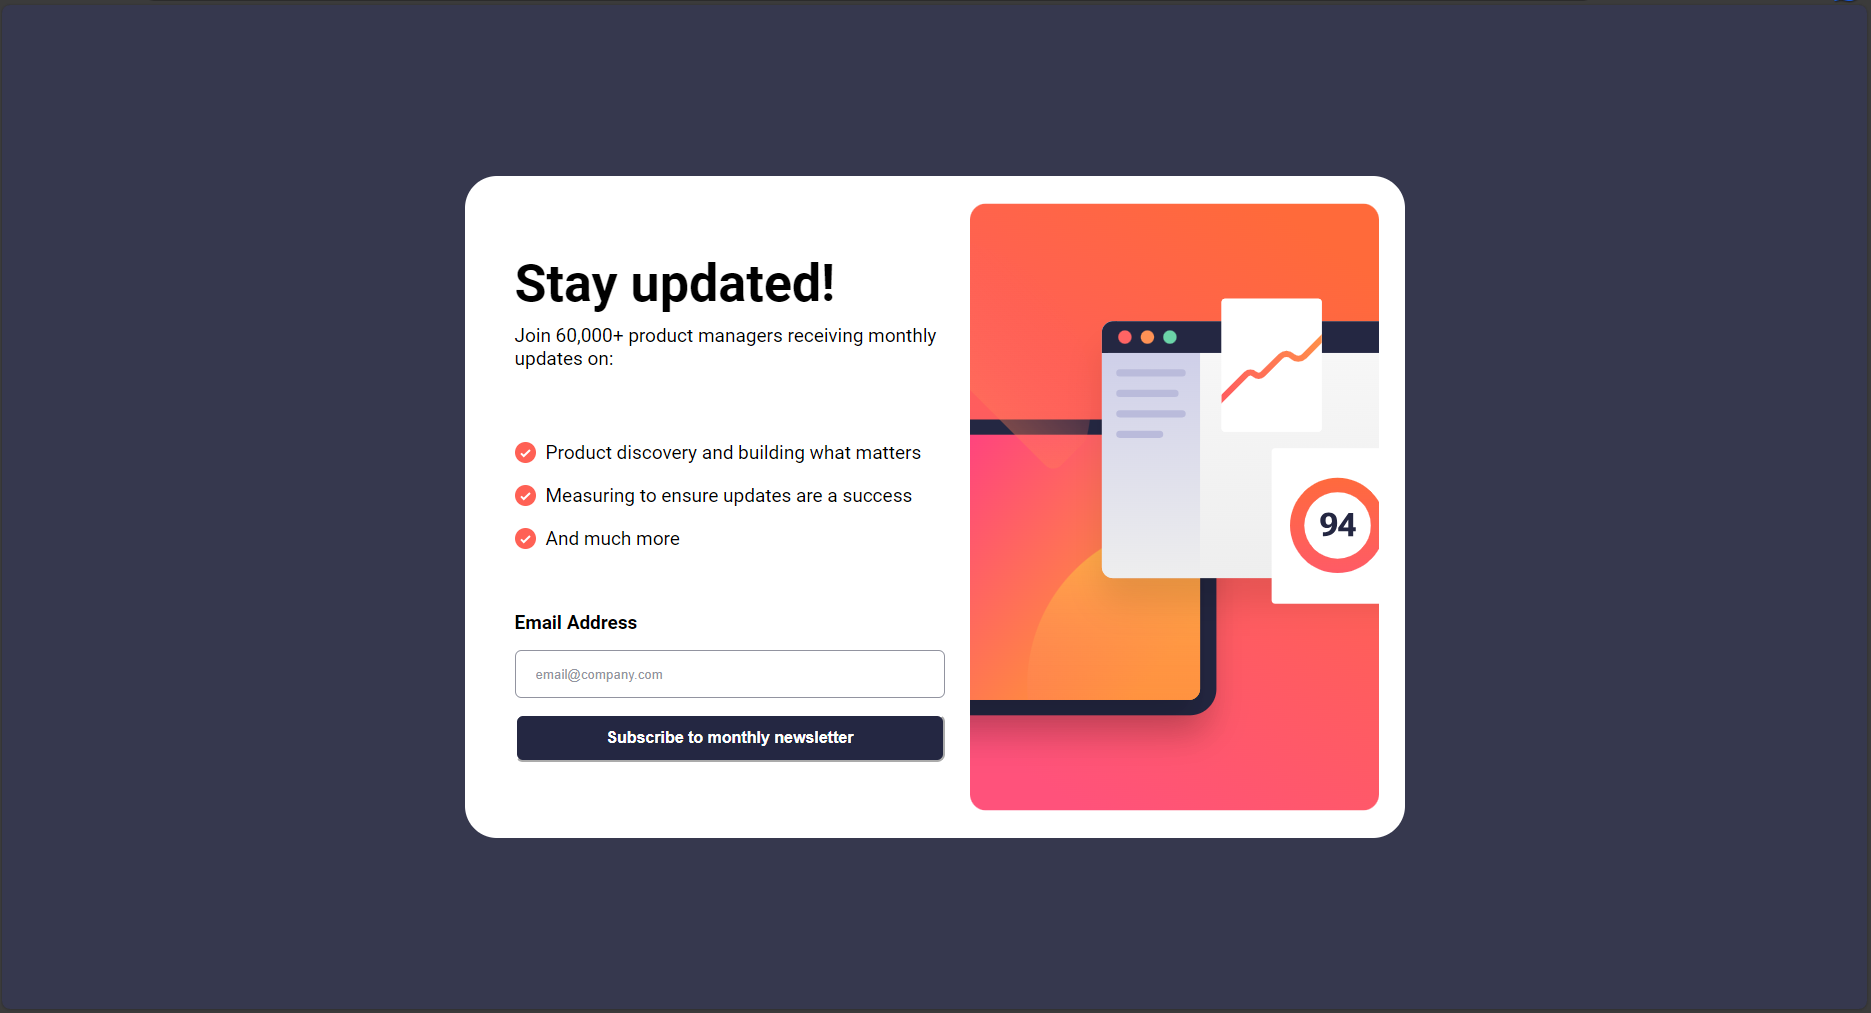 Stay updated!
Join 60,000+ product managers receiving monthly
updates on:
Product discovery and building what matters
Measuring to ensure updates are a success
And much more
Email Address
email@company.com
Subscribe to monthly newsletter
94